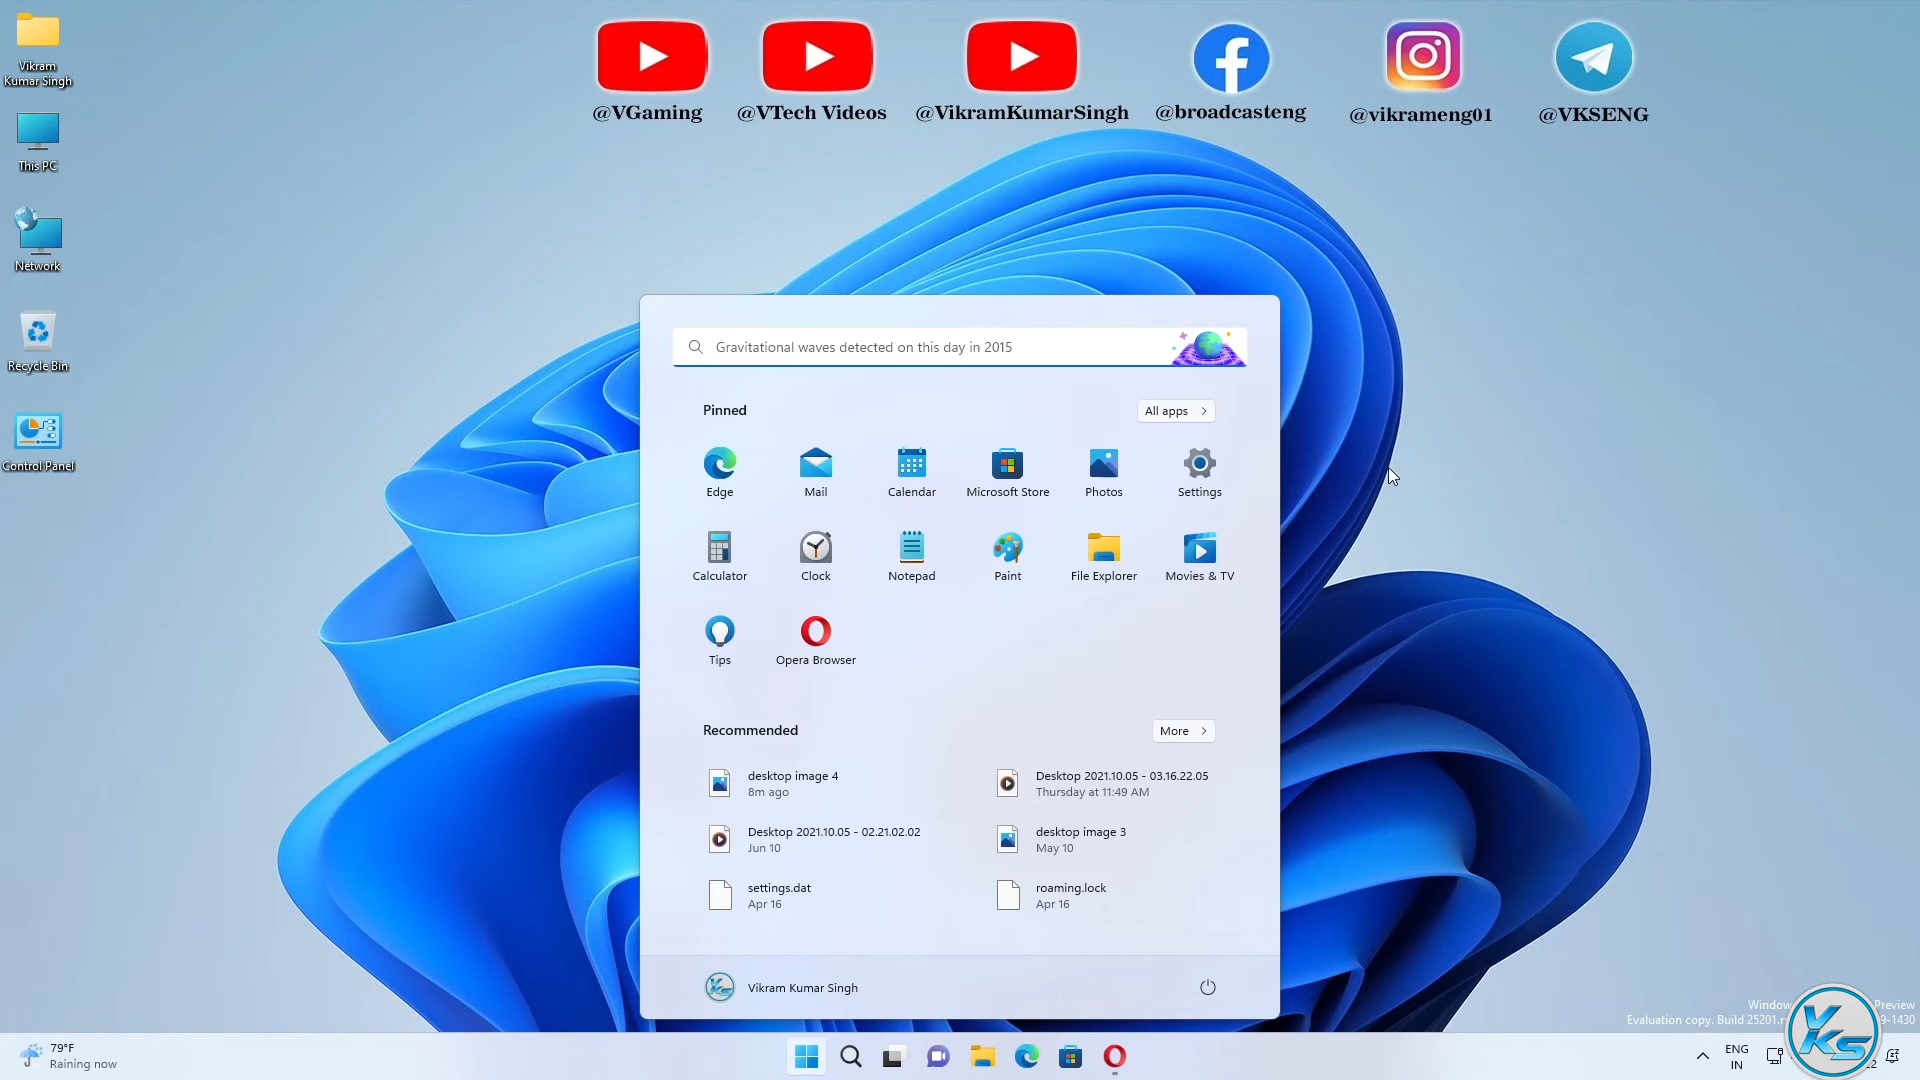 Vikram
Kumar Singh
This PC
Network
Recycle Bin
Control Panel
@VGaming
@VTech Videos
@VikramKumarSingh
@broadcasteng
@vikrameng01
@VKSENG
Gravitational waves detected on this day in 2015
Pinned
All apps
Edge
Mail
Calendar
Microsoft Store
Photos
Settings
Calculator
Clock
Notepad
Paint
File Explorer
Movies & TV
Tips
Opera Browser
Recommended
More
desktop image 4
8m ago
Desktop 2021.10.05 - 03.16.22.05
Thursday at 11:49 AM
Desktop 2021.10.05 - 02.21.02.02
Jun 10
desktop image 3
May 10
settings.dat
Apr 16
roaming.lock
Apr 16
Vikram Kumar Singh
Preview
Evaluation copy. Build 9-1430
79°F
Raining now
ENG
IN
VKS